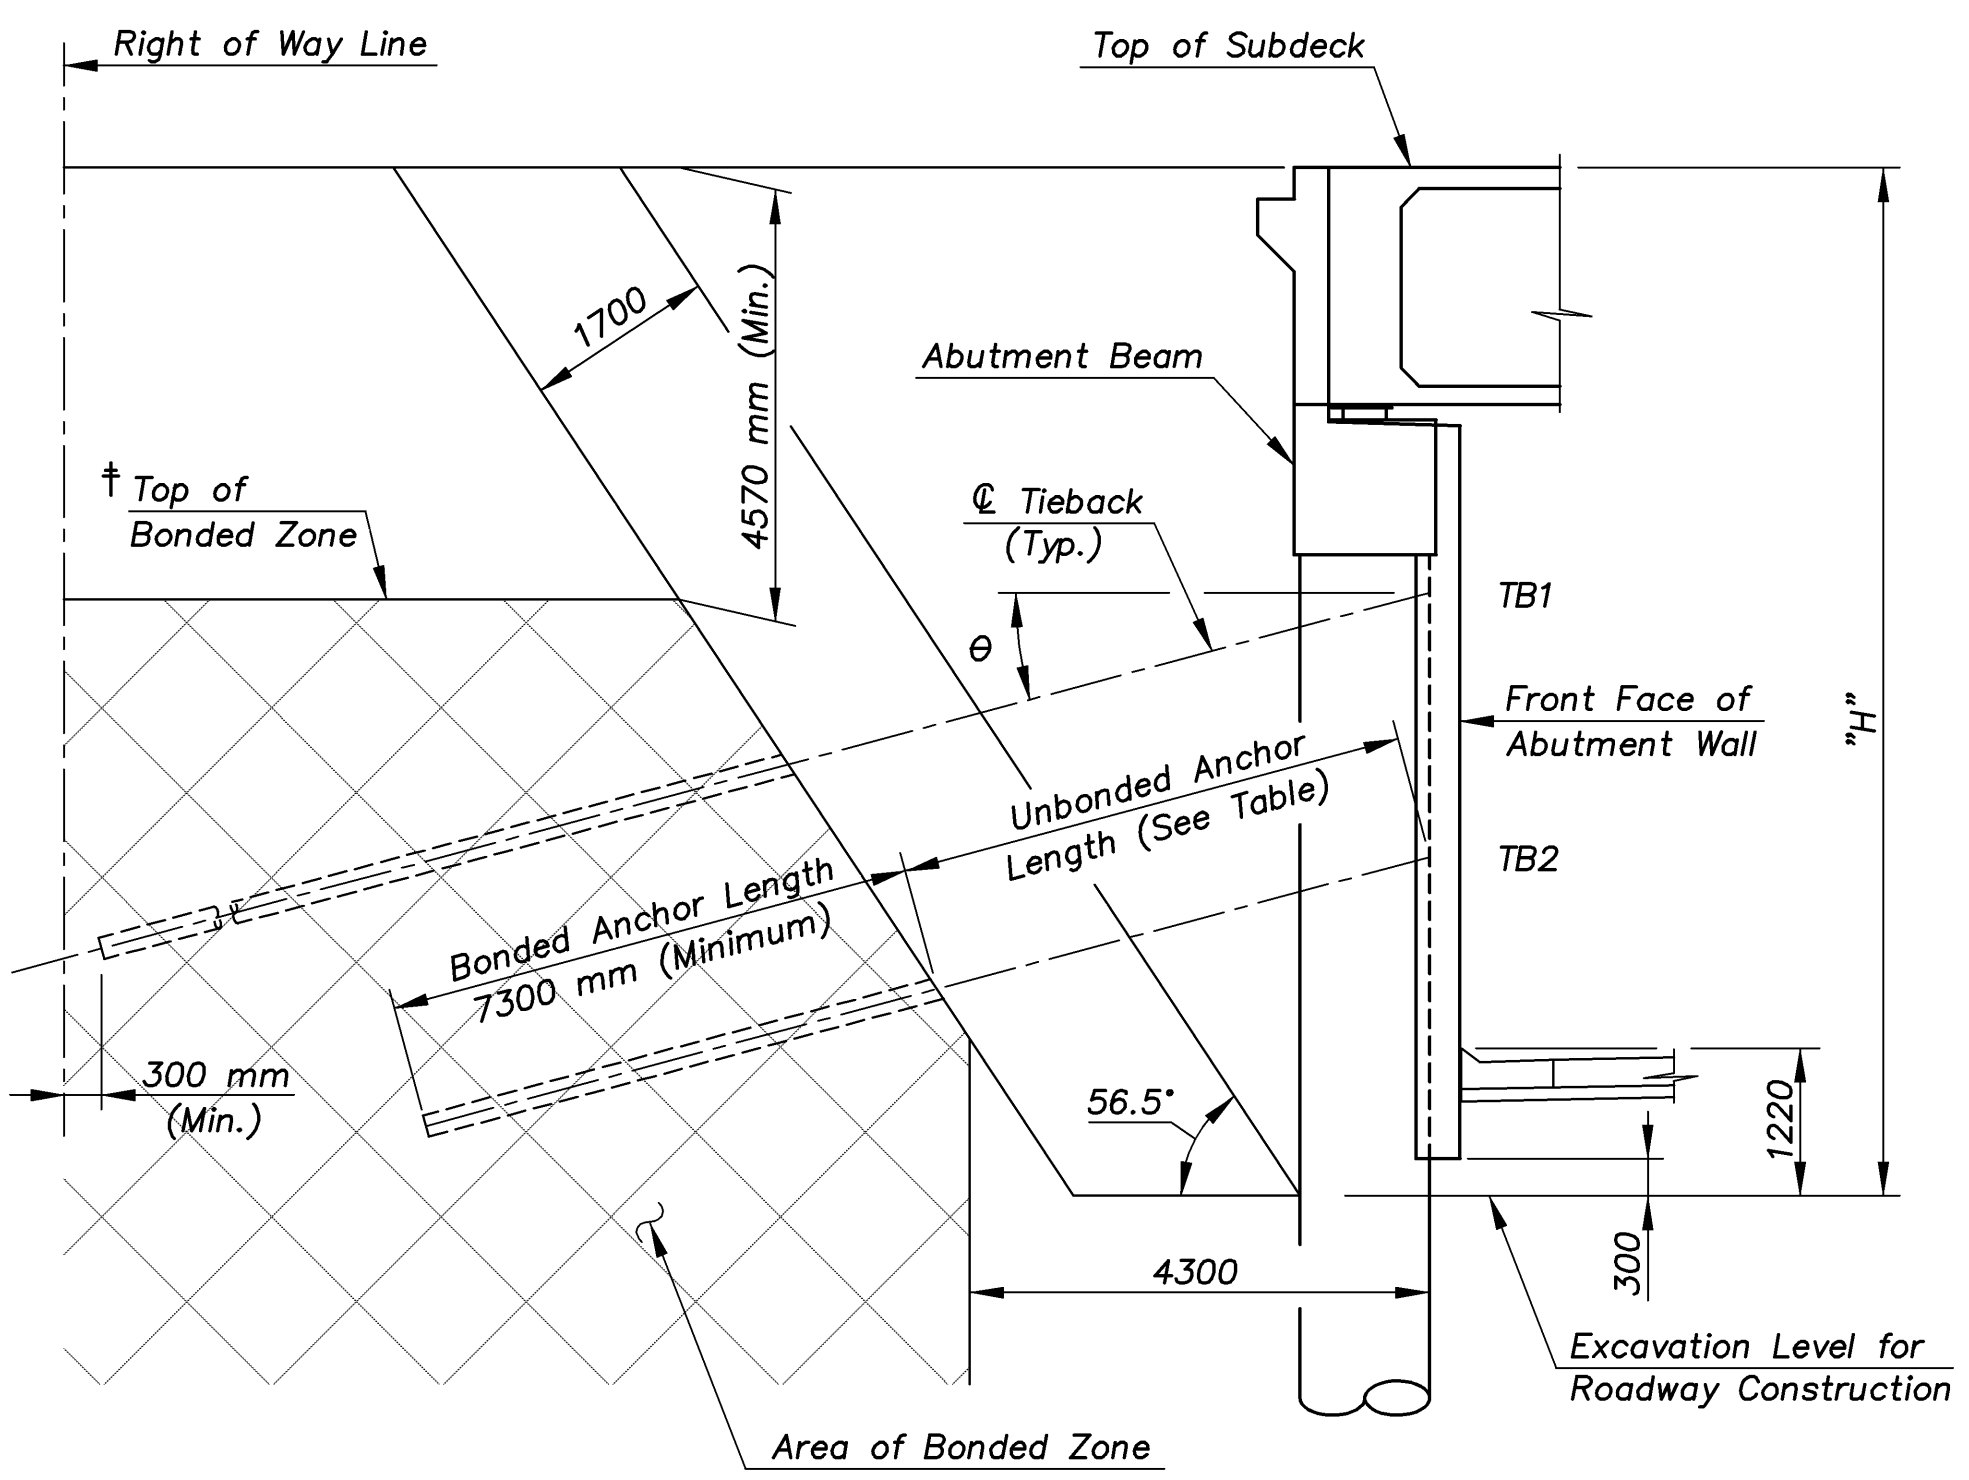 Right of Way Line
Top of Subdeck
1700
4570 mm (Min.)
Abutment Beam
‡ Top of
Bonded Zone
℄ Tieback
(Typ.)
θ
TB1
Front Face of
Abutment Wall
"H"
Unbonded Anchor
Length (See Table)
TB2
Bonded Anchor Length
7300 mm (Minimum)
300 mm
(Min.)
56.5°
1220
300
4300
Excavation Level for
Roadway Construction
Area of Bonded Zone